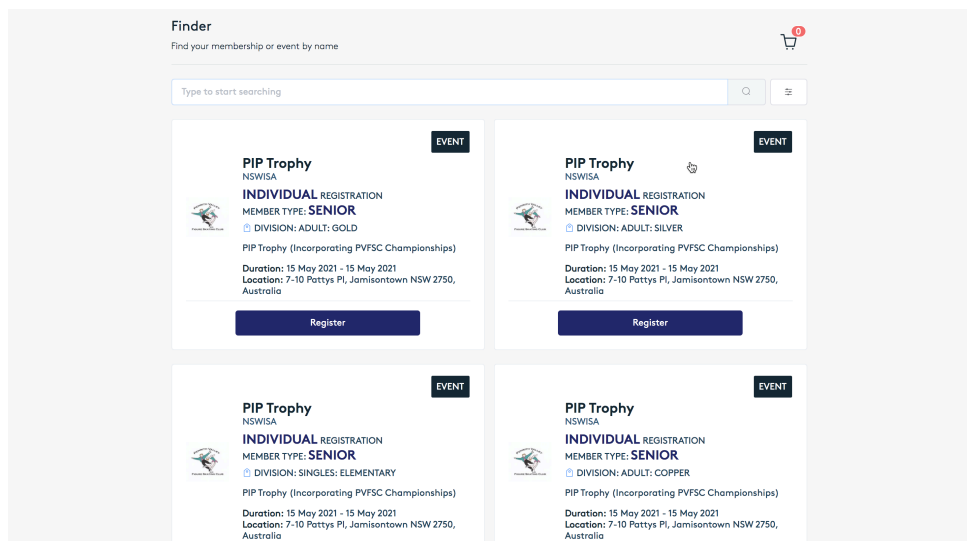 Finder
Find your membership or event by name
0
Type to start searching
EVENT
PIP Trophy
NSWISA
INDIVIDUAL REGISTRATION
MEMBER TYPE: SENIOR
DIVISION: ADULT: GOLD
PIP Trophy (Incorporating PVFSC Championships)
Duration: 15 May 2021 - 15 May 2021
Location: 7-10 Pattys Pl, Jamisontown NSW 2750,
Australia
Register
EVENT
PIP Trophy
NSWISA
INDIVIDUAL REGISTRATION
MEMBER TYPE: SENIOR
DIVISION: ADULT: SILVER
PIP Trophy (Incorporating PVFSC Championships)
Duration: 15 May 2021 - 15 May 2021
Location: 7-10 Pattys Pl, Jamisontown NSW 2750,
Australia
Register
EVENT
PIP Trophy
NSWISA
INDIVIDUAL REGISTRATION
MEMBER TYPE: SENIOR
DIVISION: SINGLES: ELEMENTARY
PIP Trophy (Incorporating PVFSC Championships)
Duration: 15 May 2021 - 15 May 2021
Location: 7-10 Pattys Pl, Jamisontown NSW 2750,
Australia
EVENT
PIP Trophy
NSWISA
INDIVIDUAL REGISTRATION
MEMBER TYPE: SENIOR
DIVISION: ADULT: COPPER
PIP Trophy (Incorporating PVFSC Championships)
Duration: 15 May 2021 - 15 May 2021
Location: 7-10 Pattys Pl, Jamisontown NSW 2750,
Australia